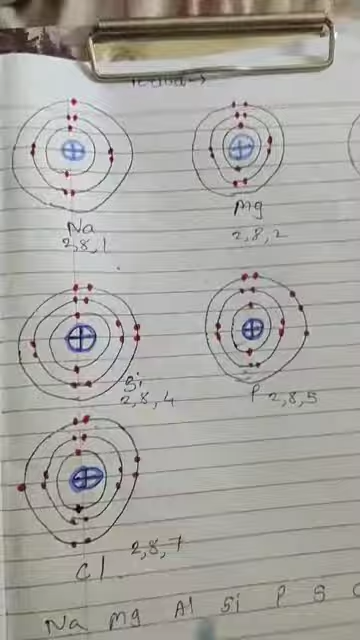 Na
2,8,1
Mg
2,8,2
Si
2,8,4
P 2,8,5
2,8,7
Cl
Na Mg Al Si P S